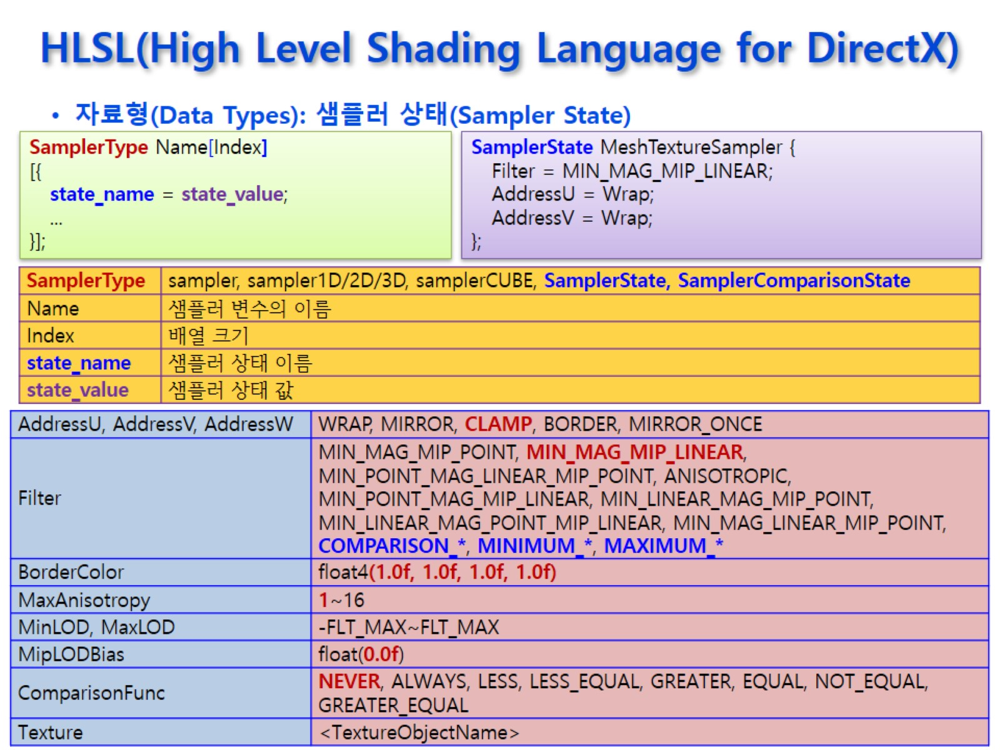 HLSL(High Level Shading Language for DirectX)
• 자료형(Data Types): 샘플러 상태(Sampler State)
SamplerType Name[Index]
[{
state_name = state_value;
...
}];
SamplerState MeshTextureSampler {
Filter = MIN_MAG_MIP_LINEAR;
AddressU = Wrap;
AddressV = Wrap;
};
SamplerType sampler, sampler1D/2D/3D, samplerCUBE, SamplerState, SamplerComparisonState
Name 샘플러 변수의 이름
Index 배열 크기
state_name 샘플러 상태 이름
state_value 샘플러 상태 값
AddressU, AddressV, AddressW WRAP, MIRROR, CLAMP, BORDER, MIRROR_ONCE
Filter
MIN_MAG_MIP_POINT, MIN_MAG_MIP_LINEAR,
MIN_POINT_MAG_LINEAR_MIP_POINT, ANISOTROPIC,
MIN_POINT_MAG_MIP_LINEAR, MIN_LINEAR_MAG_MIP_POINT,
MIN_LINEAR_MAG_POINT_MIP_LINEAR, MIN_MAG_LINEAR_MIP_POINT,
COMPARISON_*, MINIMUM_*, MAXIMUM_*
BorderColor float4(1.0f, 1.0f, 1.0f, 1.0f)
MaxAnisotropy 1~16
MinLOD, MaxLOD -FLT_MAX~FLT_MAX
MipLODBias float(0.0f)
ComparisonFunc
NEVER, ALWAYS, LESS, LESS_EQUAL, GREATER, EQUAL, NOT_EQUAL,
GREATER_EQUAL
Texture <TextureObjectName>